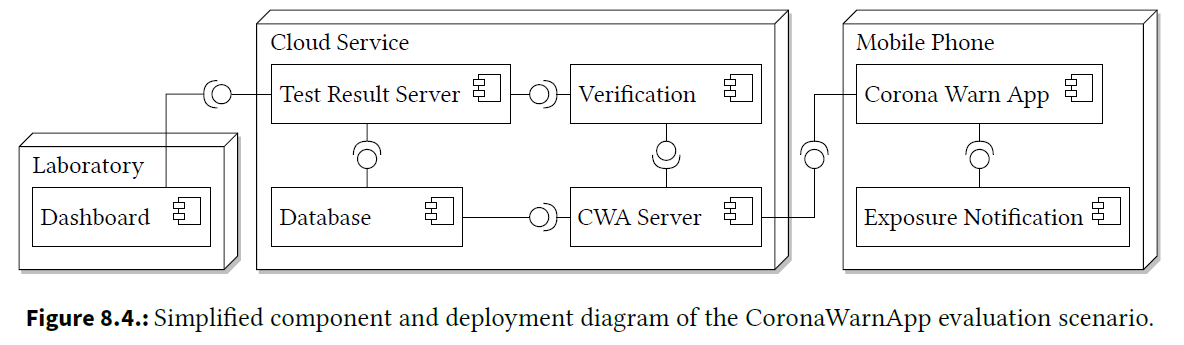 Cloud Service
Mobile Phone
Test Result Server
Verification
Corona Warn App
Laboratory
Dashboard
Database
CWA Server
Exposure Notification
Figure 8.4.: Simplified component and deployment diagram of the CoronaWarnApp evaluation scenario.